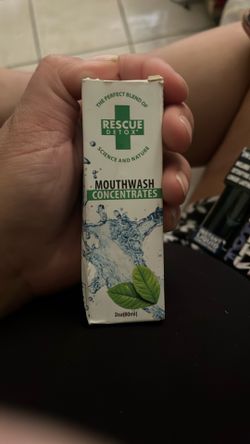 THE PERFECT BLEND OF
RESCUE
DETOX®
SCIENCE AND NATURE
MOUTHWASH
CONCENTRATES